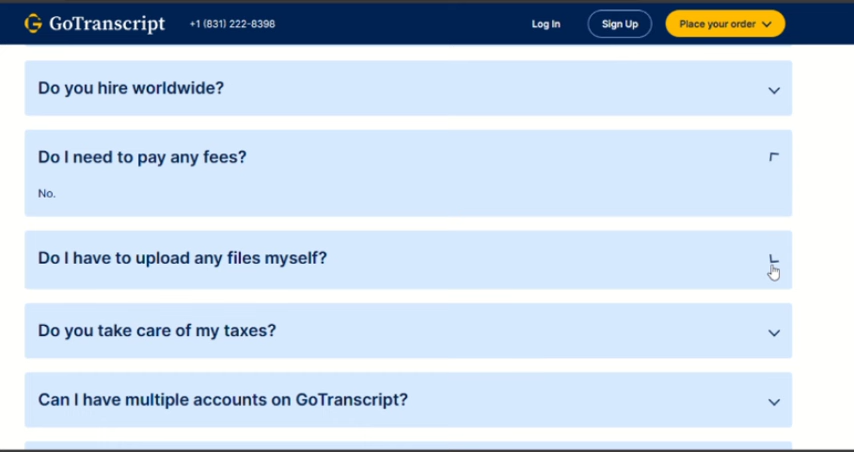 GoTranscript +1 (831) 222-8398 Log In Sign Up Place your order
Do you hire worldwide?
Do I need to pay any fees?
No.
Do I have to upload any files myself?
Do you take care of my taxes?
Can I have multiple accounts on GoTranscript?